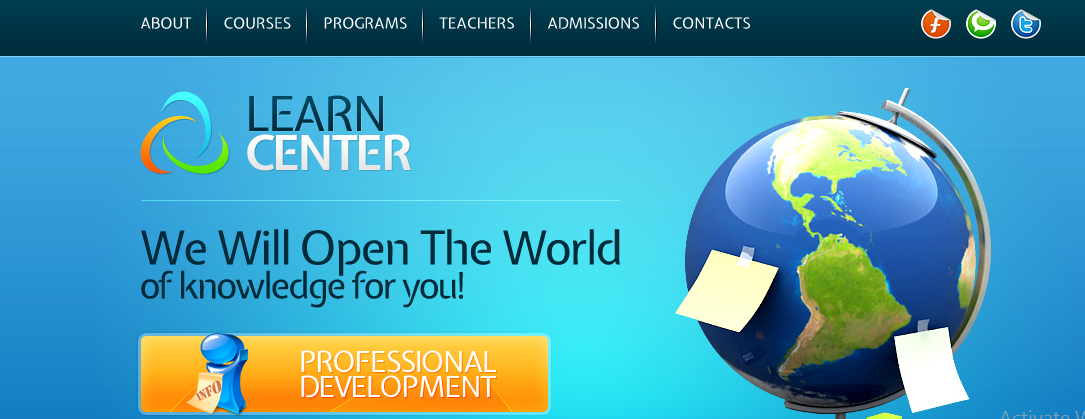 ABOUT
COURSES
PROGRAMS
TEACHERS
ADMISSIONS
CONTACTS
LEARN
CENTER
We Will Open The World
of knowledge for you!
INFO
PROFESSIONAL
DEVELOPMENT